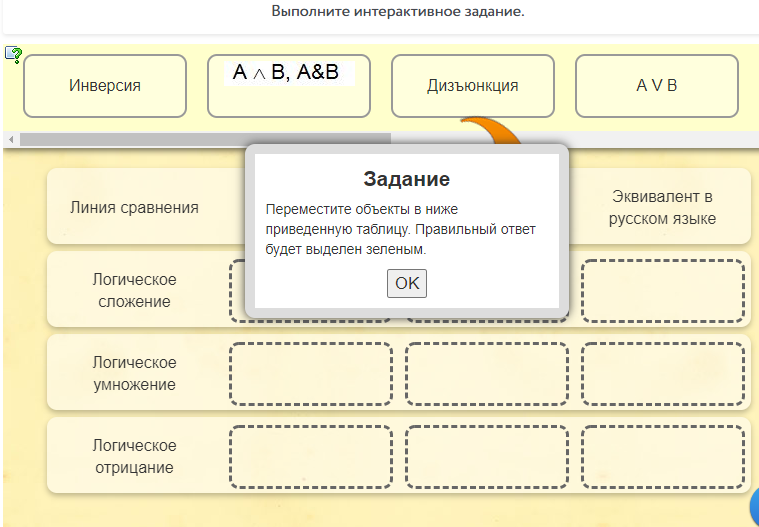 Выполните интерактивное задание.
Инверсия
A ∧ B, A&B
Дизъюнкция
A V B
Задание
Переместите объекты в ниже
приведенную таблицу. Правильный ответ
будет выделен зеленым.
OK
Линия сравнения
Эквивалент в
русском языке
Логическое
сложение
Логическое
умножение
Логическое
отрицание